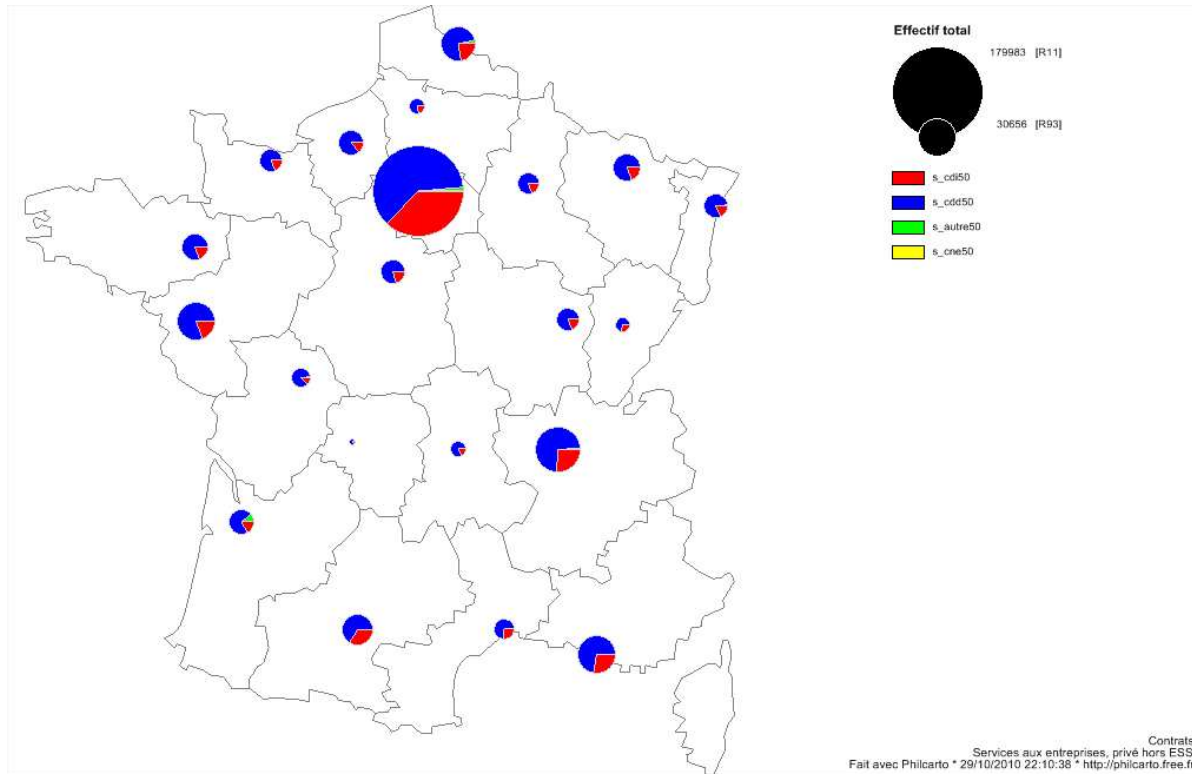 Effectif total
179983 [R11]
30656 [R93]
s_cdi50
s_cdd50
s_autre50
s_cne50
Contrats
Services aux entreprises, privé hors ESS
Fait avec Philcarto * 29/10/2010 22:10:38 * http://philcarto.free.fr